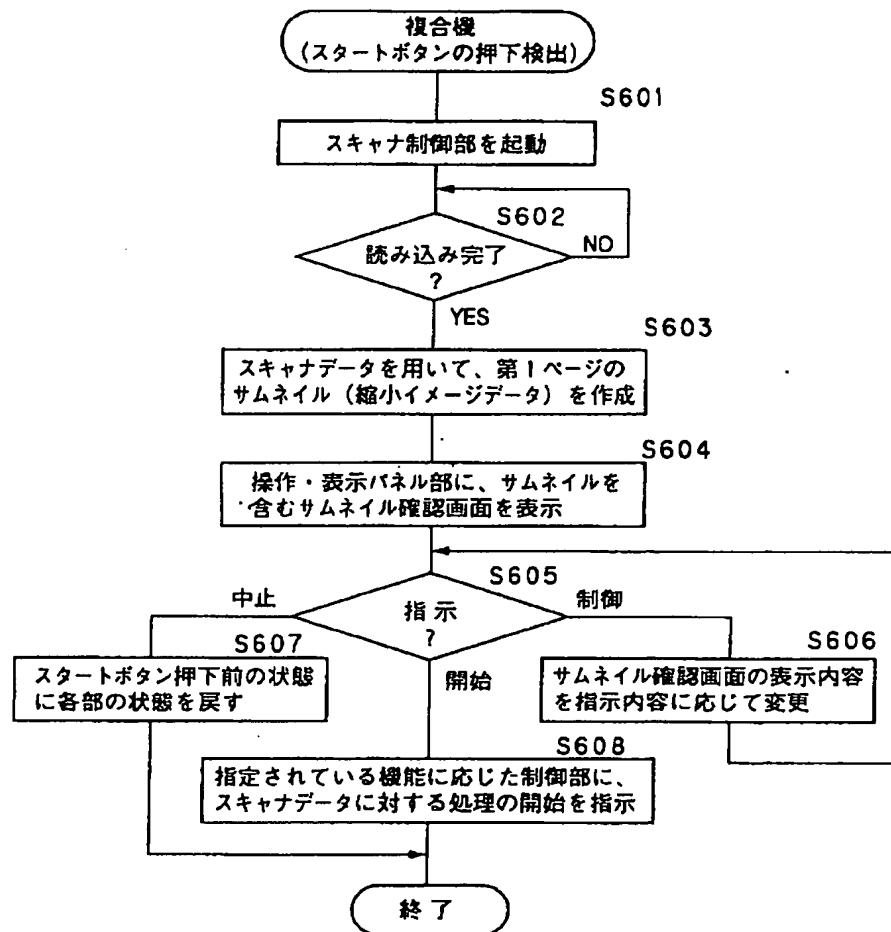 複合機
(スタートボタンの押下検出)
S601
スキャナ制御部を起動
S602
読み込み完了
?
NO
YES
S603
スキャナデータを用いて、第1ページの
サムネイル(縮小イメージデータ)を作成
S604
操作・表示パネル部に、サムネイルを
含むサムネイル確認画面を表示
S605
中止
指示
?
制御
S607
スタートボタン押下前の状態
に各部の状態を戻す
開始
S606
サムネイル確認画面の表示内容
を指示内容に応じて変更
S608
指定されている機能に応じた制御部に、
スキャナデータに対する処理の開始を指示
終了